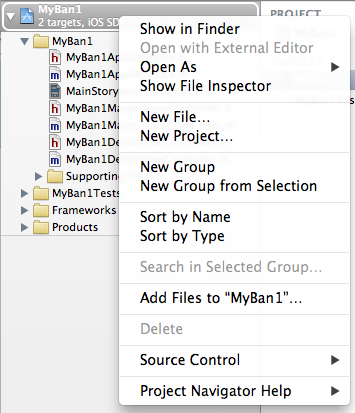 MyBan1
2 targets, iOS SD
PROJECT
MyBan1
MyBan1Ap
MyBan1Ap
MainStory
MyBan1Ma
MyBan1Ma
MyBan1De
MyBan1De
Supportin
MyBan1Tests
Frameworks
Products
Show in Finder
Open with External Editor
Open As
Show File Inspector
New File...
New Project...
New Group
New Group from Selection
Sort by Name
Sort by Type
Search in Selected Group...
Add Files to “MyBan1”...
Delete
Source Control
Project Navigator Help